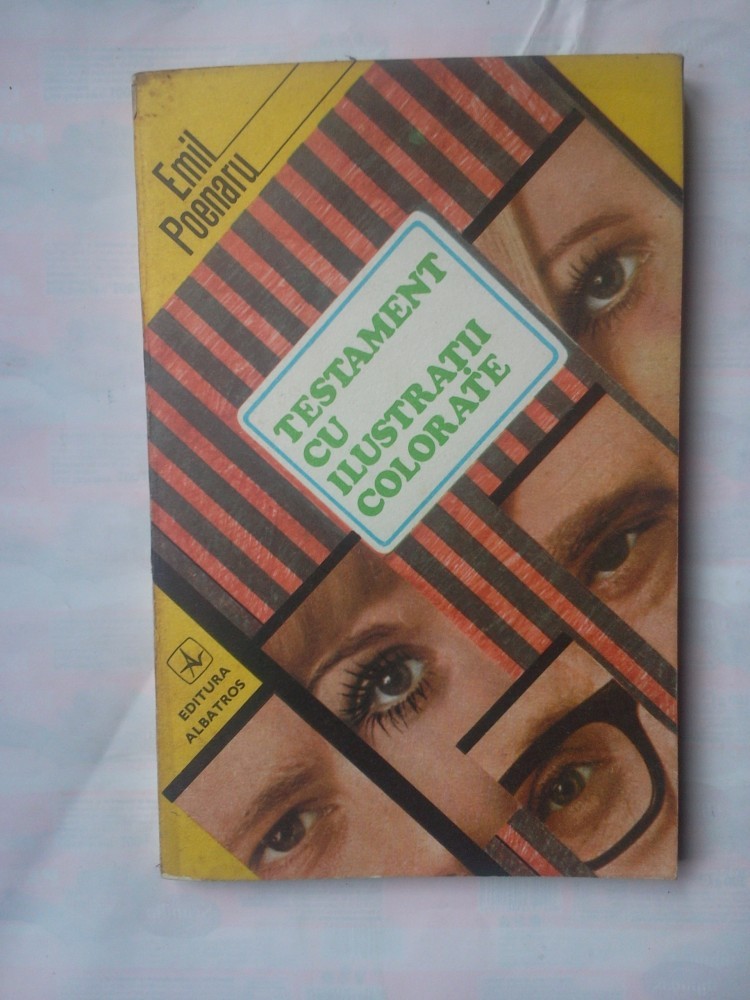 Emil
Poenaru
TESTAMENT
CU
ILUSTRAȚII
COLORATE
EDITURA
ALBATROS